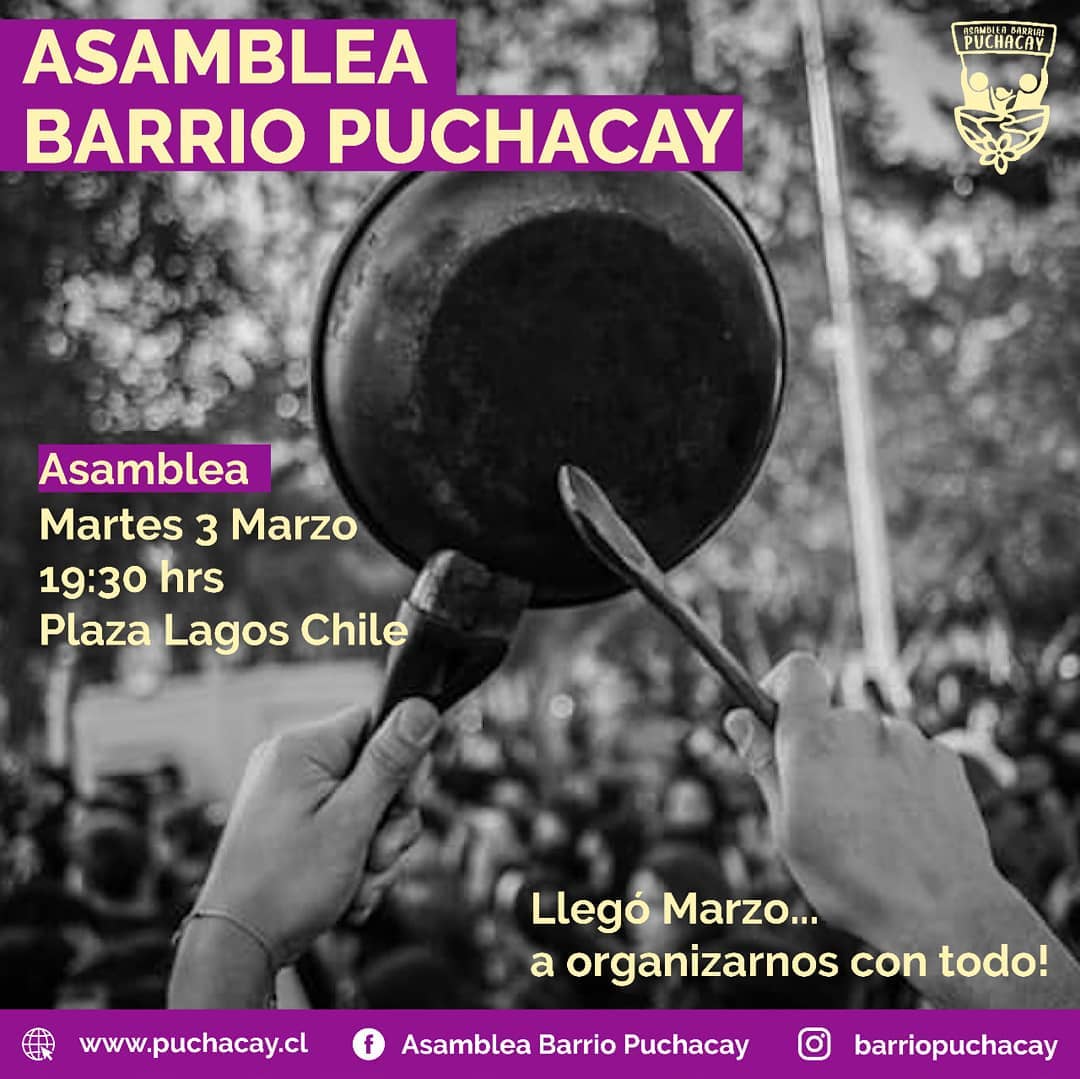 ASAMBLEA
BARRIO PUCHACAY
ASAMBLEA BARRIAL
PUCHACAY
Asamblea
Martes 3 Marzo
19:30 hrs
Plaza Lagos Chile
Llegó Marzo...
a organizarnos con todo!
www.puchacay.cl
Asamblea Barrio Puchacay
barriopuchacay